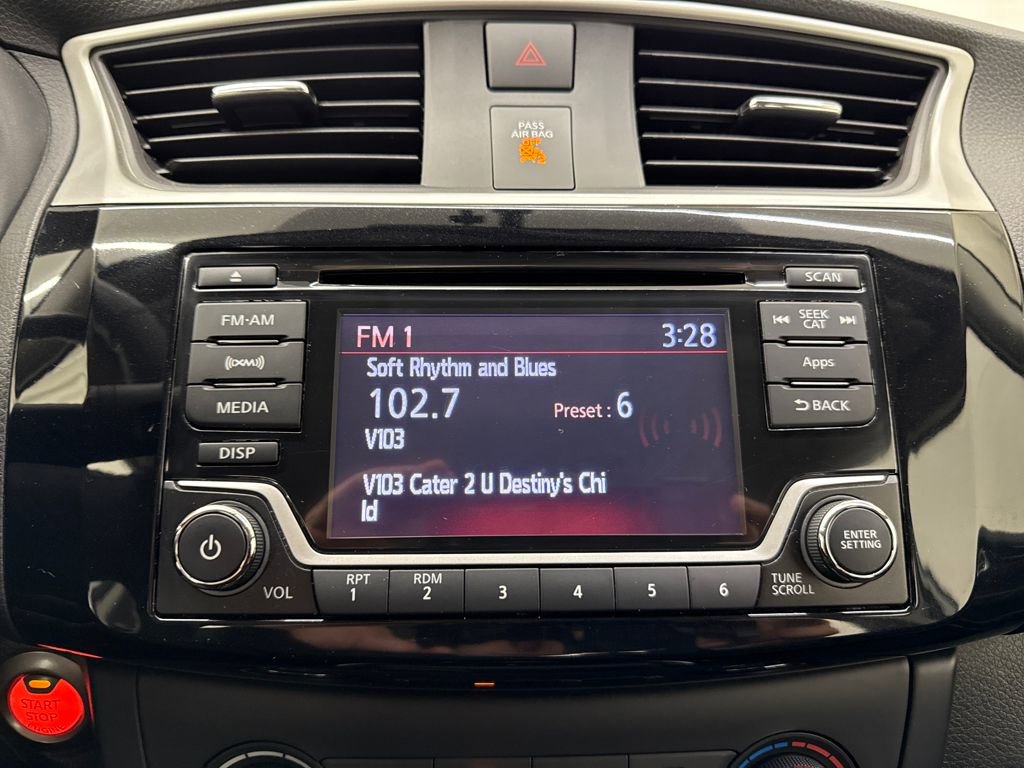 PASS
AIR BAG
SCAN
FM-AM
SEEK
CAT
XM
Apps
MEDIA
BACK
DISP
FM 1 3:28
Soft Rhythm and Blues
102.7 Preset : 6
V103
V103 Cater 2 U Destiny's Chi
ld
ENTER
SETTING
VOL
RPT
1
RDM
2
3
4
5
6
TUNE
SCROLL
START
STOP
ENGINE